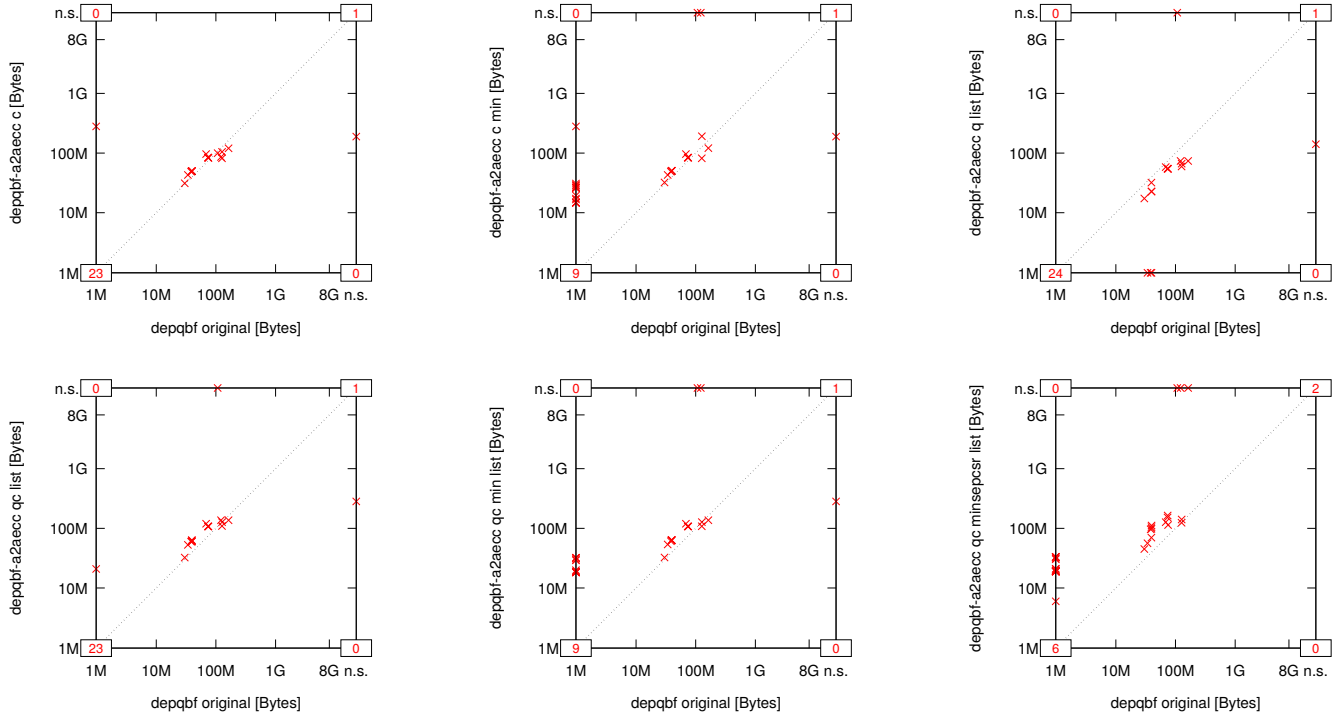 n.s. 0 1
8G
1G
100M
10M
1M 23 0
1M 10M 100M 1G 8G n.s.
depqbf original [Bytes]
depqbf-a2aecc c [Bytes]
n.s. 0 1
8G
1G
100M
10M
1M 9 0
1M 10M 100M 1G 8G n.s.
depqbf original [Bytes]
depqbf-a2aecc c min [Bytes]
n.s. 0 1
8G
1G
100M
10M
1M 24 0
1M 10M 100M 1G 8G n.s.
depqbf original [Bytes]
depqbf-a2aecc q list [Bytes]
n.s. 0 1
8G
1G
100M
10M
1M 23 0
1M 10M 100M 1G 8G n.s.
depqbf original [Bytes]
depqbf-a2aecc qc list [Bytes]
n.s. 0 1
8G
1G
100M
10M
1M 9 0
1M 10M 100M 1G 8G n.s.
depqbf original [Bytes]
depqbf-a2aecc qc min list [Bytes]
n.s. 0 2
8G
1G
100M
10M
1M 6 0
1M 10M 100M 1G 8G n.s.
depqbf original [Bytes]
depqbf-a2aecc qc minsepcsr list [Bytes]